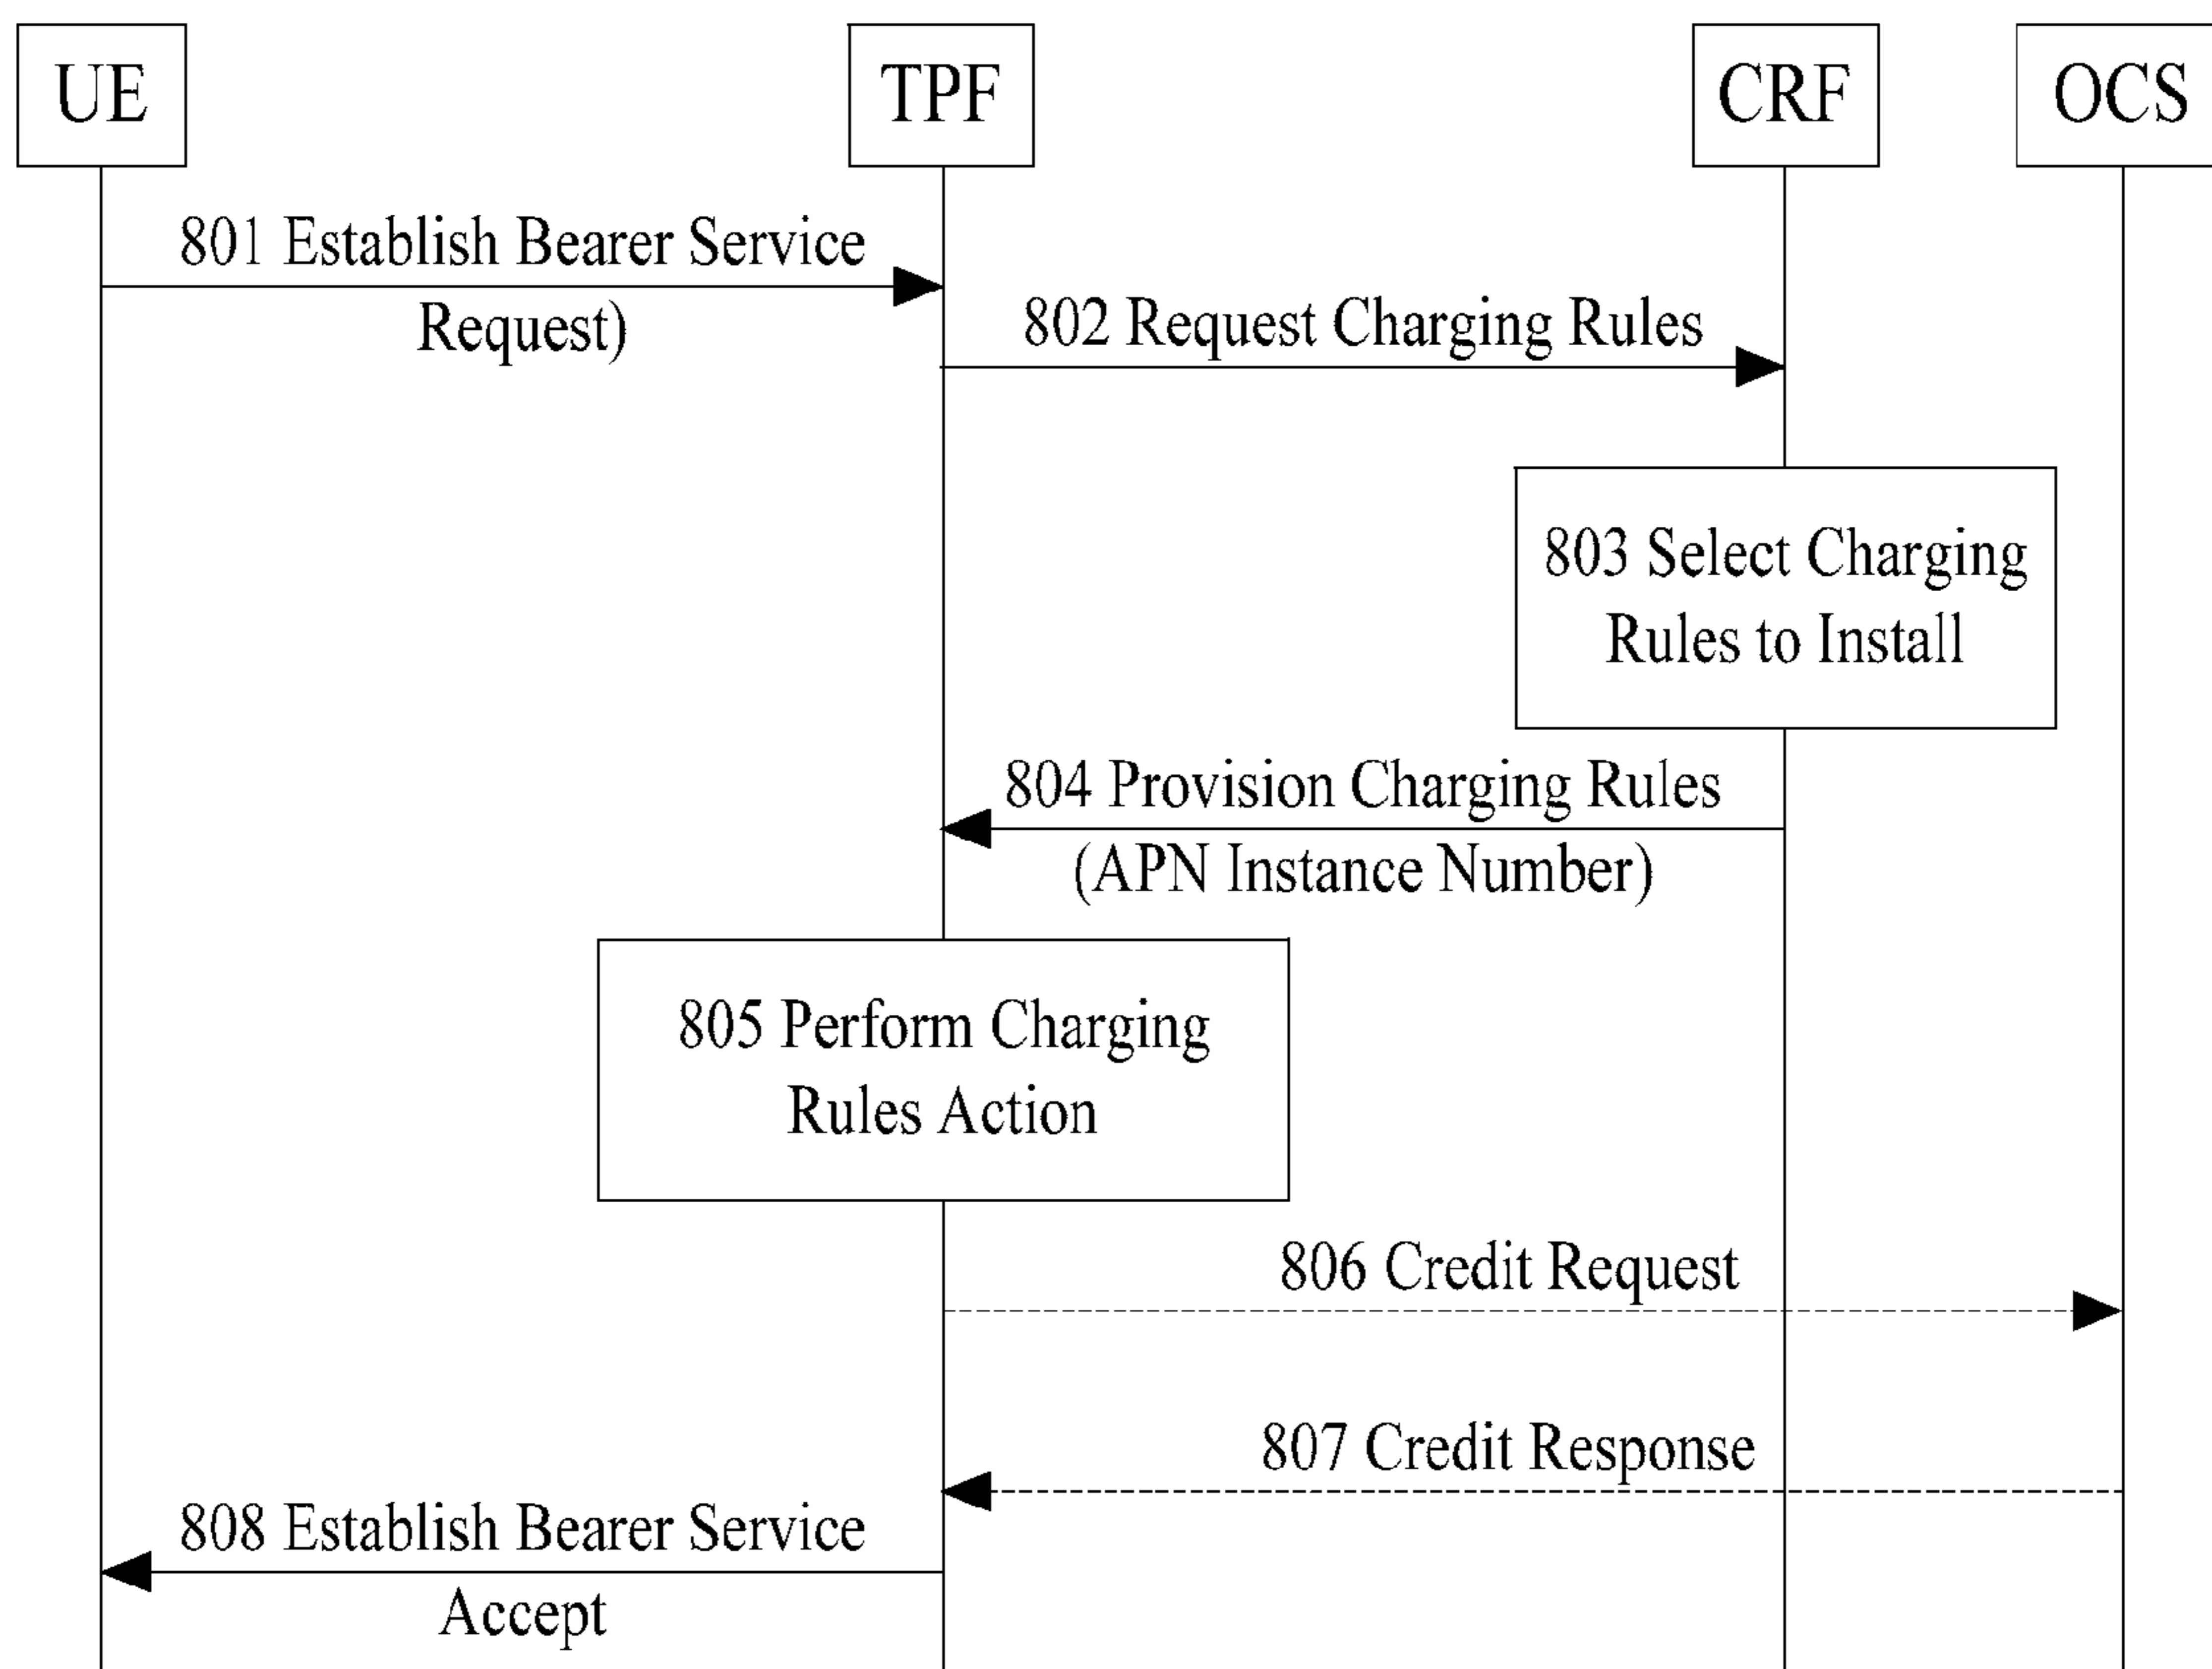 UE
TPF
CRF
OCS
801 Establish Bearer Service
Request)
802 Request Charging Rules
803 Select Charging
Rules to Install
804 Provision Charging Rules
(APN Instance Number)
805 Perform Charging
Rules Action
806 Credit Request
807 Credit Response
808 Establish Bearer Service
Accept